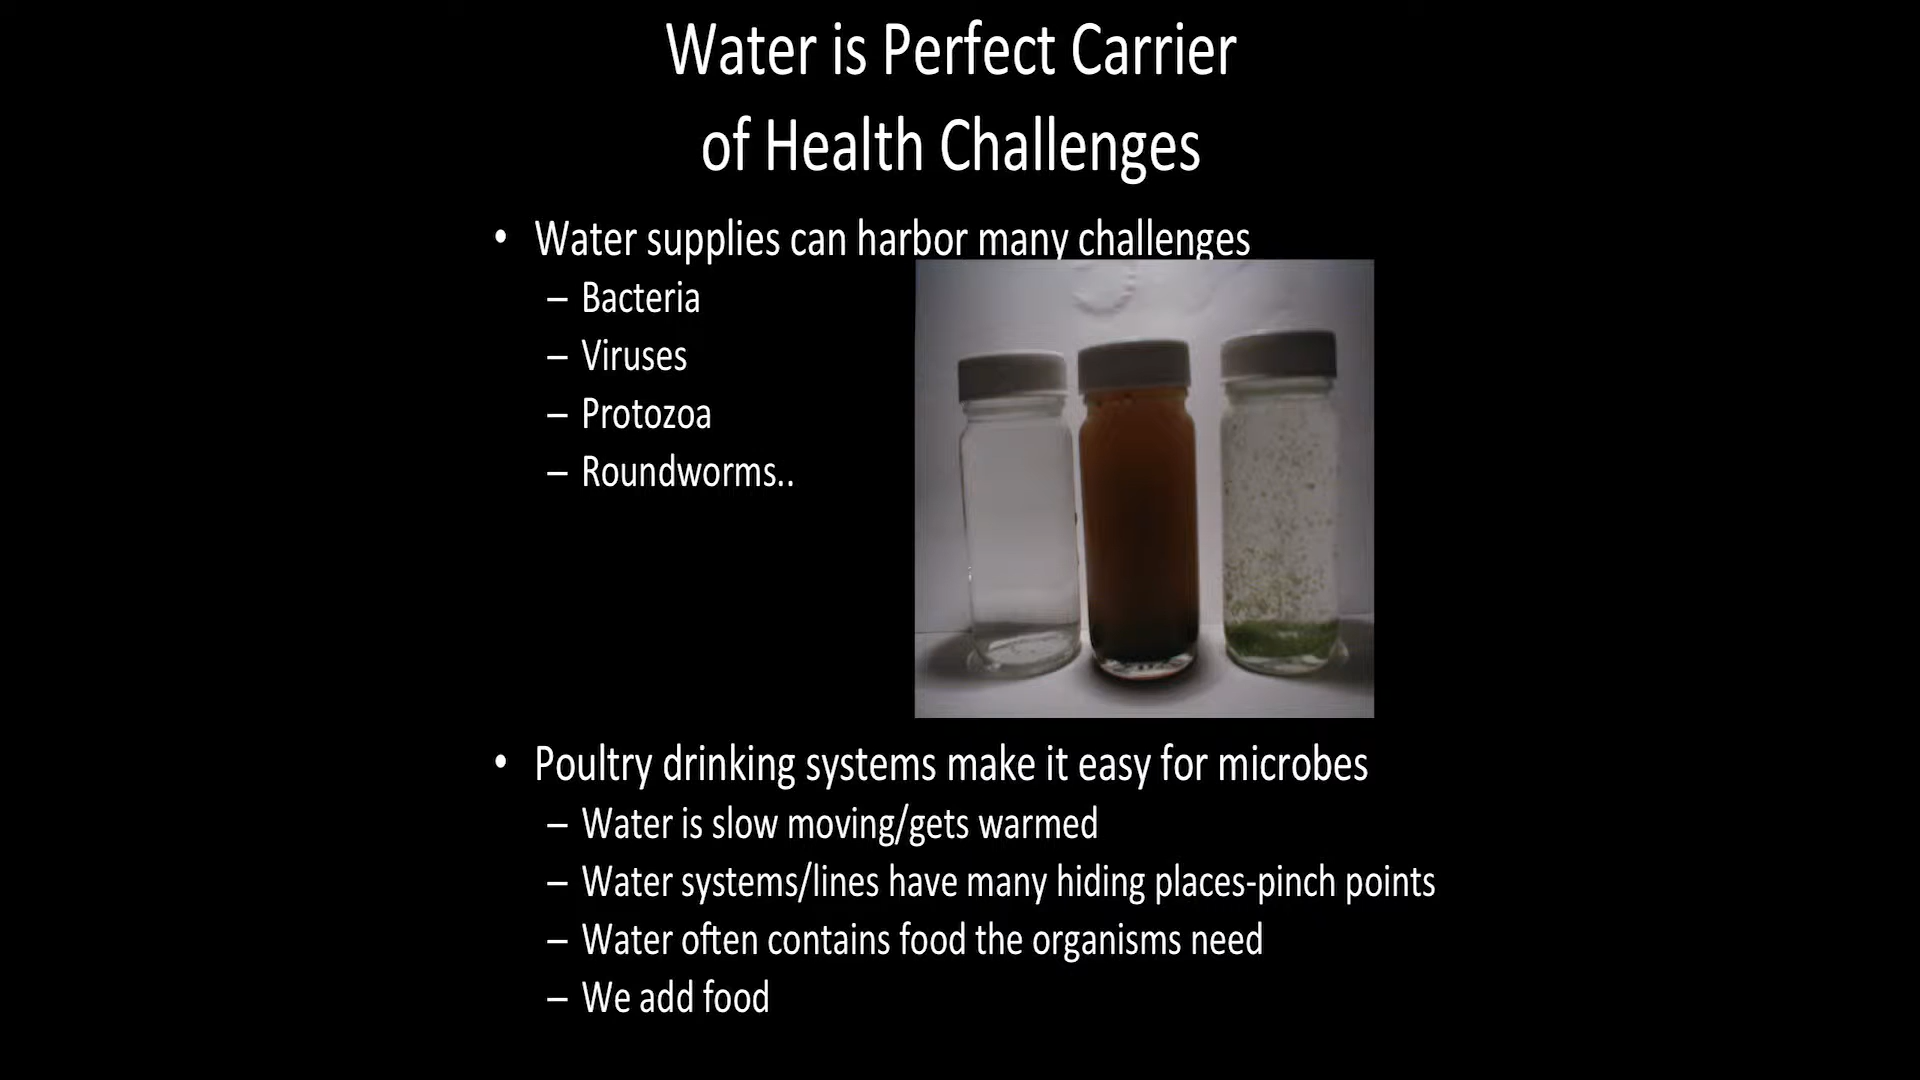 Water is Perfect Carrier
of Health Challenges
• Water supplies can harbor many challenges
– Bacteria
– Viruses
– Protozoa
– Roundworms..
• Poultry drinking systems make it easy for microbes
– Water is slow moving/gets warmed
– Water systems/lines have many hiding places-pinch points
– Water often contains food the organisms need
– We add food